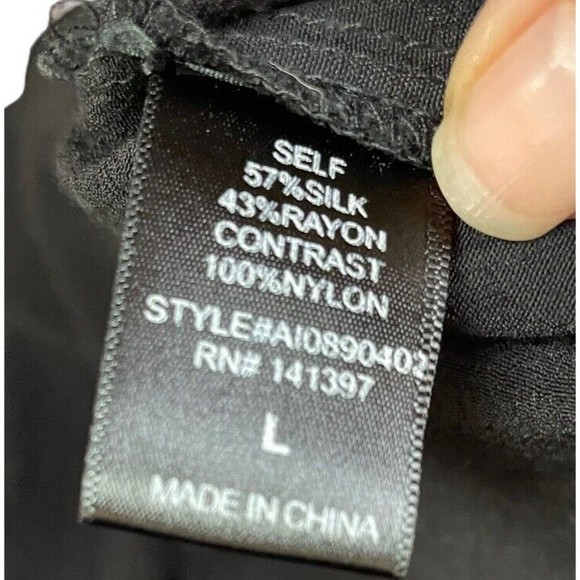 SELF
57%SILK
43%RAYON
CONTRAST
100%NYLON
STYLE#AI0890402
RN# 141397
L
MADE IN CHINA